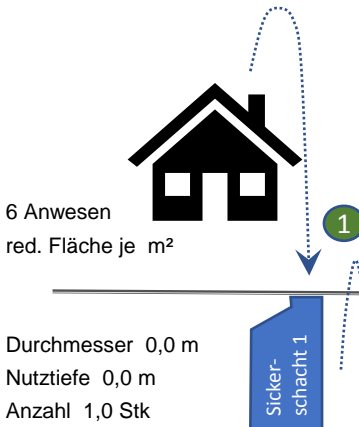 6 Anwesen
red. Fläche je  m²
1
Durchmesser  0,0 m
Nutztiefe  0,0 m
Anzahl  1,0 Stk
Sicker-
schacht 1